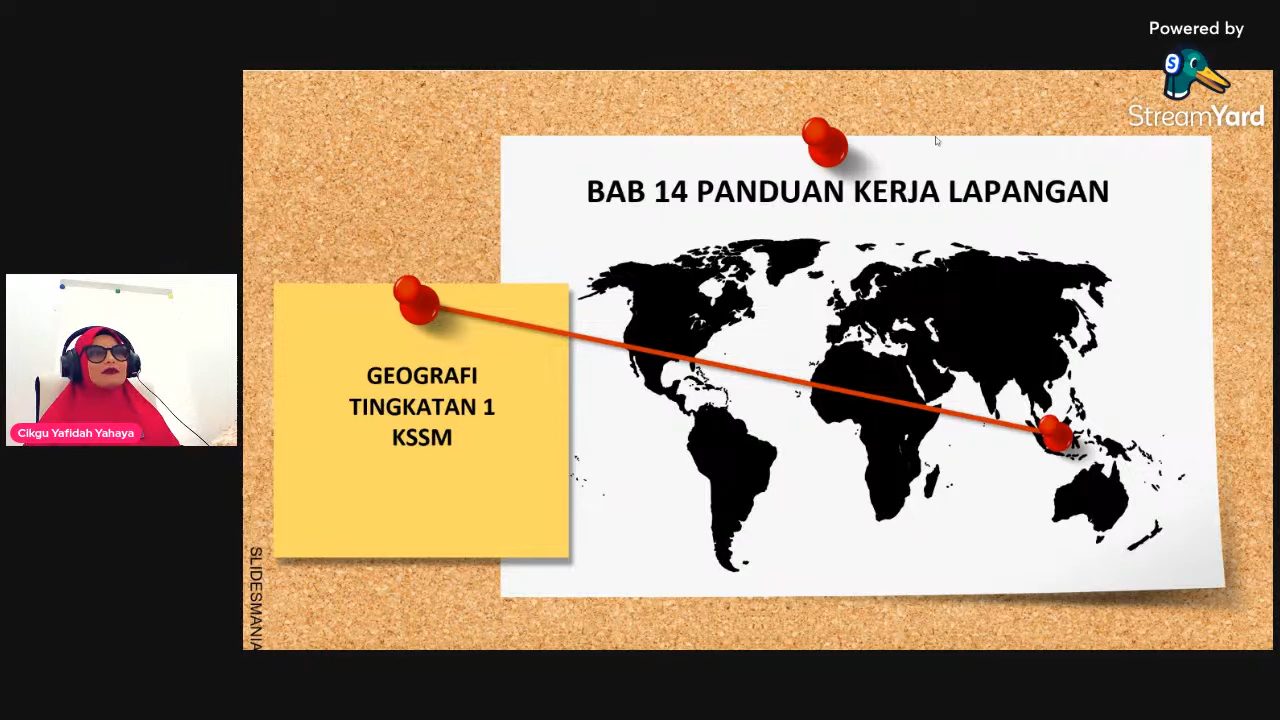 Powered by
StreamYard
BAB 14 PANDUAN KERJA LAPANGAN
GEOGRAFI
TINGKATAN 1
KSSM
Cikgu Yafidah Yahaya
SLIDESMANIA